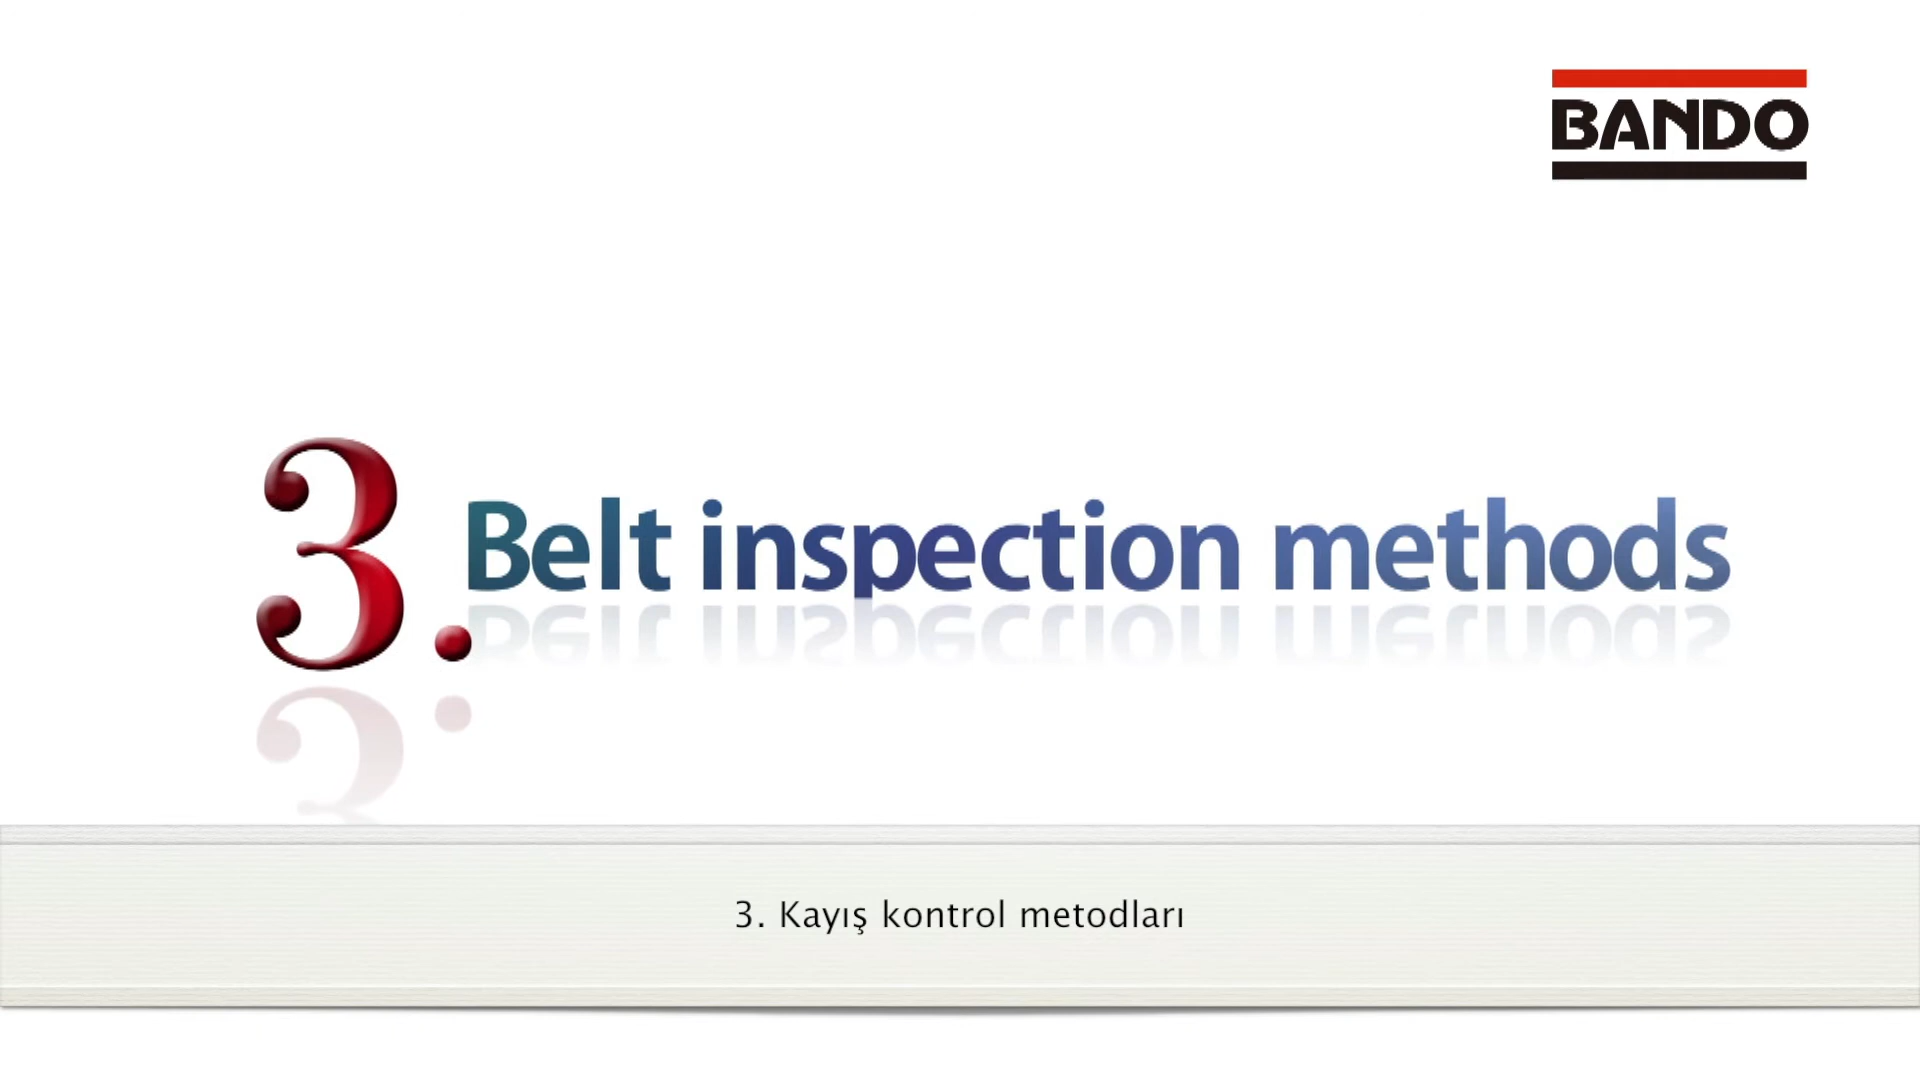 BANDO
3. Belt inspection methods
3. Kayış kontrol metodları